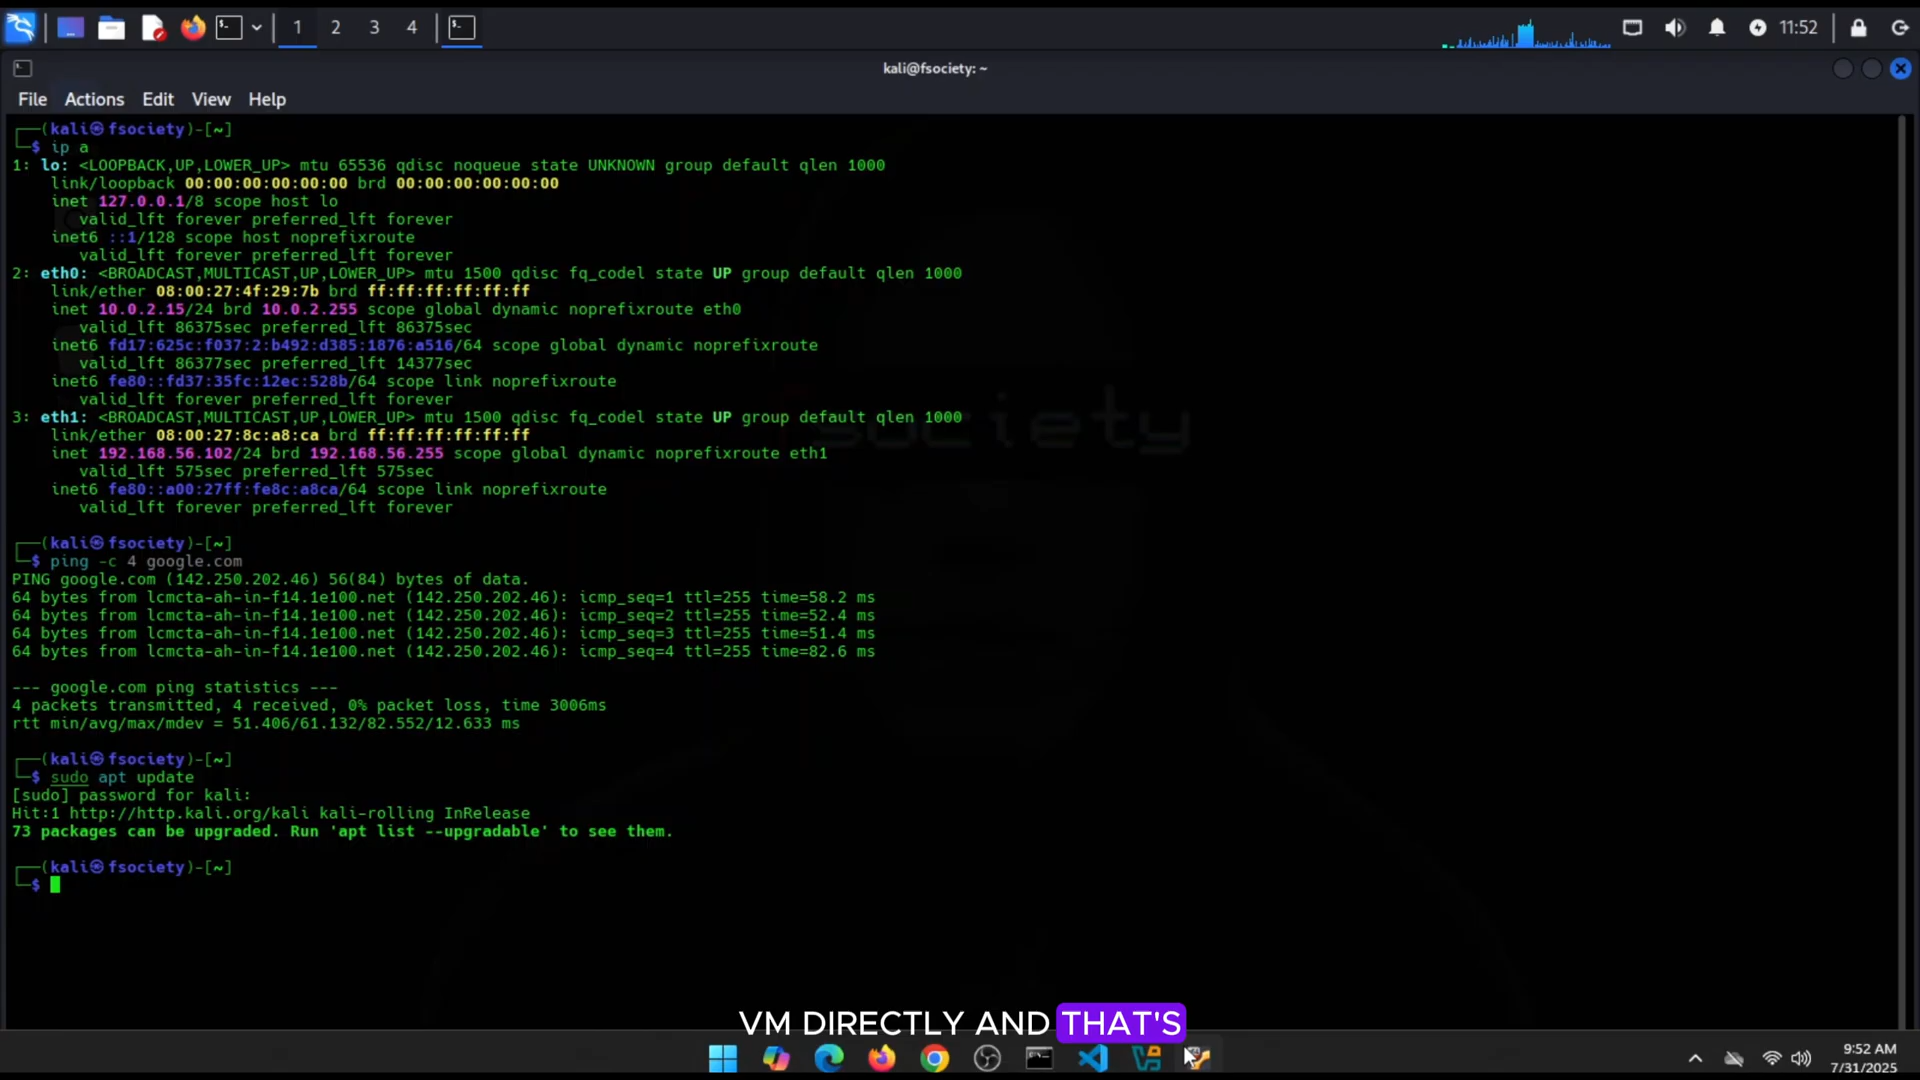 1 2 3 4 11:52
kali@fsociety: ~
File Actions Edit View Help
┌──(kali㉿fsociety)-[~]
└─$ ip a
1: lo: <LOOPBACK,UP,LOWER_UP> mtu 65536 qdisc noqueue state UNKNOWN group default qlen 1000
link/loopback 00:00:00:00:00:00 brd 00:00:00:00:00:00
inet 127.0.0.1/8 scope host lo
valid_lft forever preferred_lft forever
inet6 ::1/128 scope host noprefixroute
valid_lft forever preferred_lft forever
2: eth0: <BROADCAST,MULTICAST,UP,LOWER_UP> mtu 1500 qdisc fq_codel state UP group default qlen 1000
link/ether 08:00:27:4f:29:7b brd ff:ff:ff:ff:ff:ff
inet 10.0.2.15/24 brd 10.0.2.255 scope global dynamic noprefixroute eth0
valid_lft 86375sec preferred_lft 86375sec
inet6 fd17:625c:f037:2:b492:d385:1876:a516/64 scope global dynamic noprefixroute
valid_lft 86377sec preferred_lft 14377sec
inet6 fe80::fd37:35fc:12ec:528b/64 scope link noprefixroute
valid_lft forever preferred_lft forever
3: eth1: <BROADCAST,MULTICAST,UP,LOWER_UP> mtu 1500 qdisc fq_codel state UP group default qlen 1000
link/ether 08:00:27:8c:a8:ca brd ff:ff:ff:ff:ff:ff
inet 192.168.56.102/24 brd 192.168.56.255 scope global dynamic noprefixroute eth1
valid_lft 575sec preferred_lft 575sec
inet6 fe80::a00:27ff:fe8c:a8ca/64 scope link noprefixroute
valid_lft forever preferred_lft forever
┌──(kali㉿fsociety)-[~]
└─$ ping -c 4 google.com
PING google.com (142.250.202.46) 56(84) bytes of data.
64 bytes from lcmcta-ah-in-f14.1e100.net (142.250.202.46): icmp_seq=1 ttl=255 time=58.2 ms
64 bytes from lcmcta-ah-in-f14.1e100.net (142.250.202.46): icmp_seq=2 ttl=255 time=52.4 ms
64 bytes from lcmcta-ah-in-f14.1e100.net (142.250.202.46): icmp_seq=3 ttl=255 time=51.4 ms
64 bytes from lcmcta-ah-in-f14.1e100.net (142.250.202.46): icmp_seq=4 ttl=255 time=82.6 ms
--- google.com ping statistics ---
4 packets transmitted, 4 received, 0% packet loss, time 3006ms
rtt min/avg/max/mdev = 51.406/61.132/82.552/12.633 ms
┌──(kali㉿fsociety)-[~]
└─$ sudo apt update
[sudo] password for kali:
Hit:1 http://http.kali.org/kali kali-rolling InRelease
73 packages can be upgraded. Run 'apt list --upgradable' to see them.
┌──(kali㉿fsociety)-[~]
└─$
VM DIRECTLY AND THAT'S
9:52 AM
7/31/2025